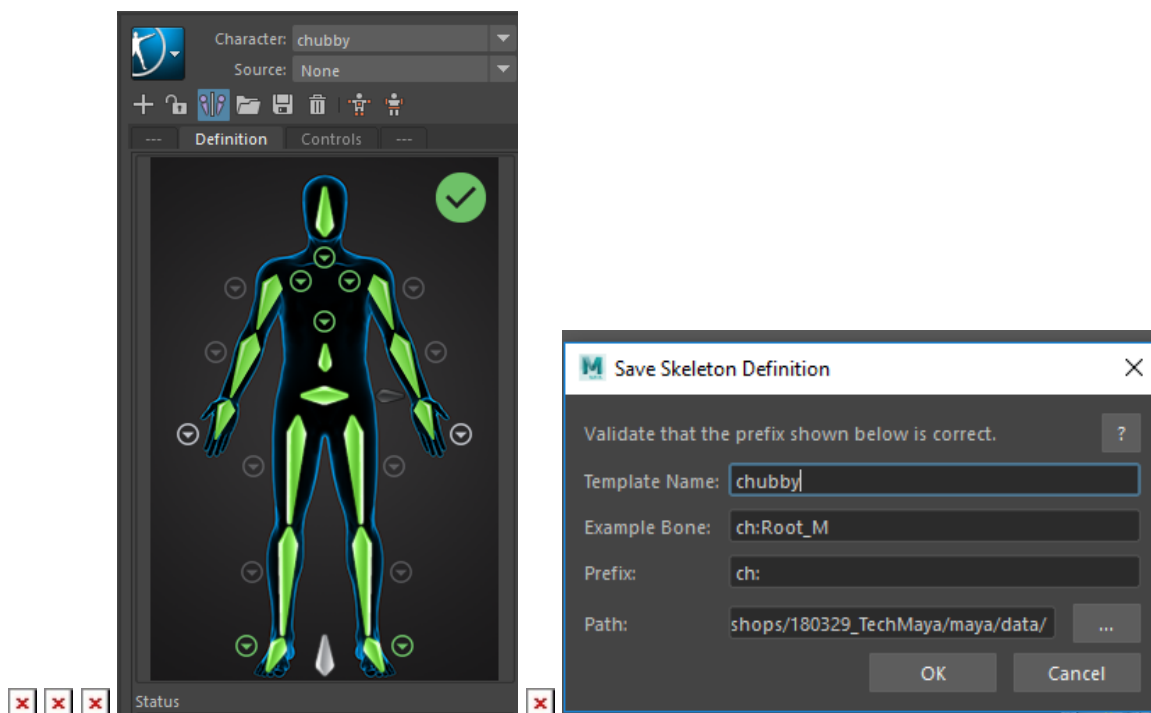 Character: chubby
Source: None
--- Definition Controls ---
Status
Save Skeleton Definition
Validate that the prefix shown below is correct. ?
Template Name: chubby
Example Bone: ch:Root_M
Prefix: ch:
Path: shops/180329_TechMaya/maya/data/ ...
OK Cancel